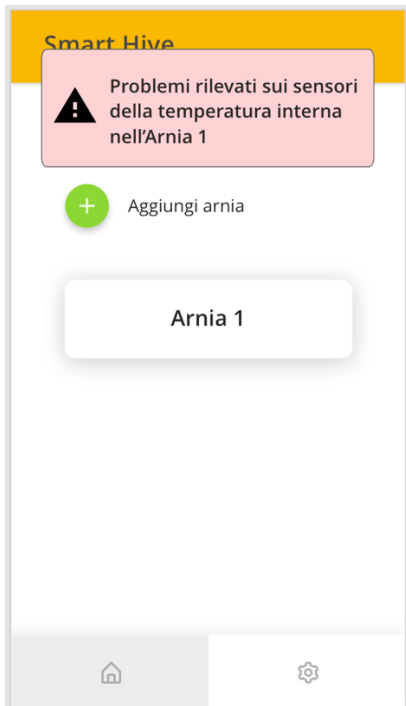 Smart Hive
Problemi rilevati sui sensori
della temperatura interna
nell'Arnia 1
Aggiungi arnia
Arnia 1